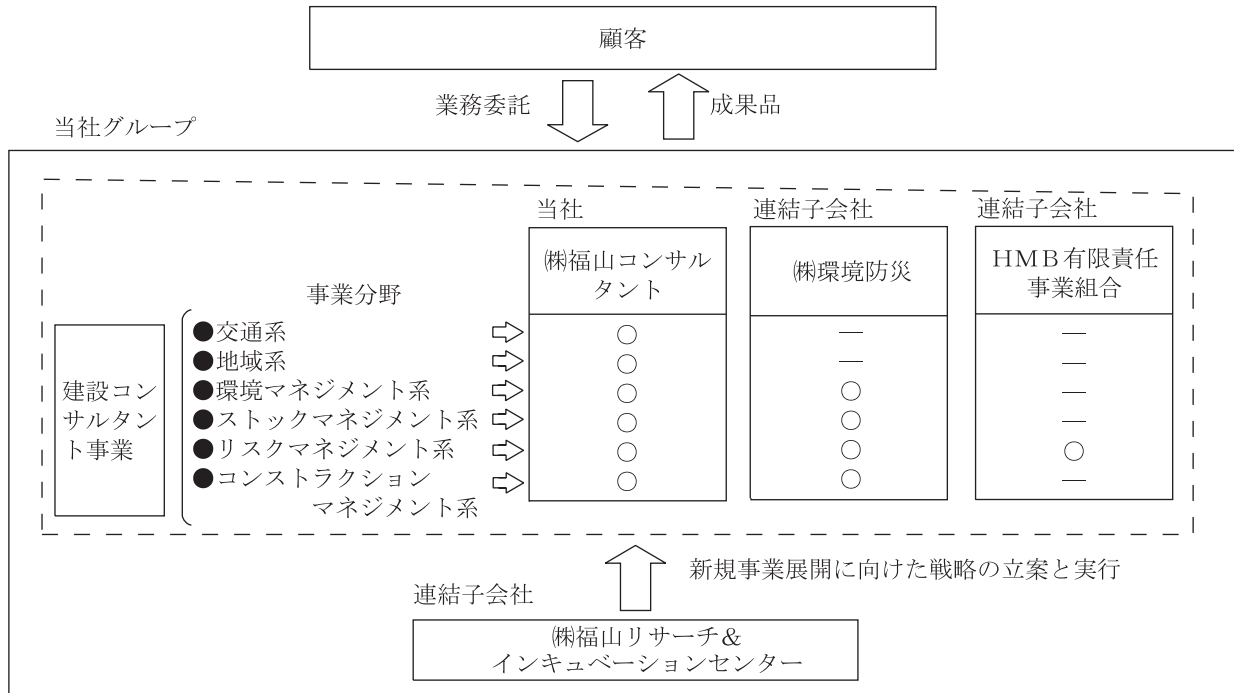 顧客
業務委託
成果品
当社グループ
当社
連結子会社
連結子会社
㈱福山コンサル
タント
㈱環境防災
ＨＭＢ有限責任
事業組合
事業分野
建設コン
サルタン
ト事業
●交通系
○
―
―
●地域系
○
―
―
●環境マネジメント系
○
○
―
●ストックマネジメント系
○
○
―
●リスクマネジメント系
○
○
○
●コンストラクション
マネジメント系
○
○
―
新規事業展開に向けた戦略の立案と実行
連結子会社
㈱福山リサーチ＆
インキュベーションセンター